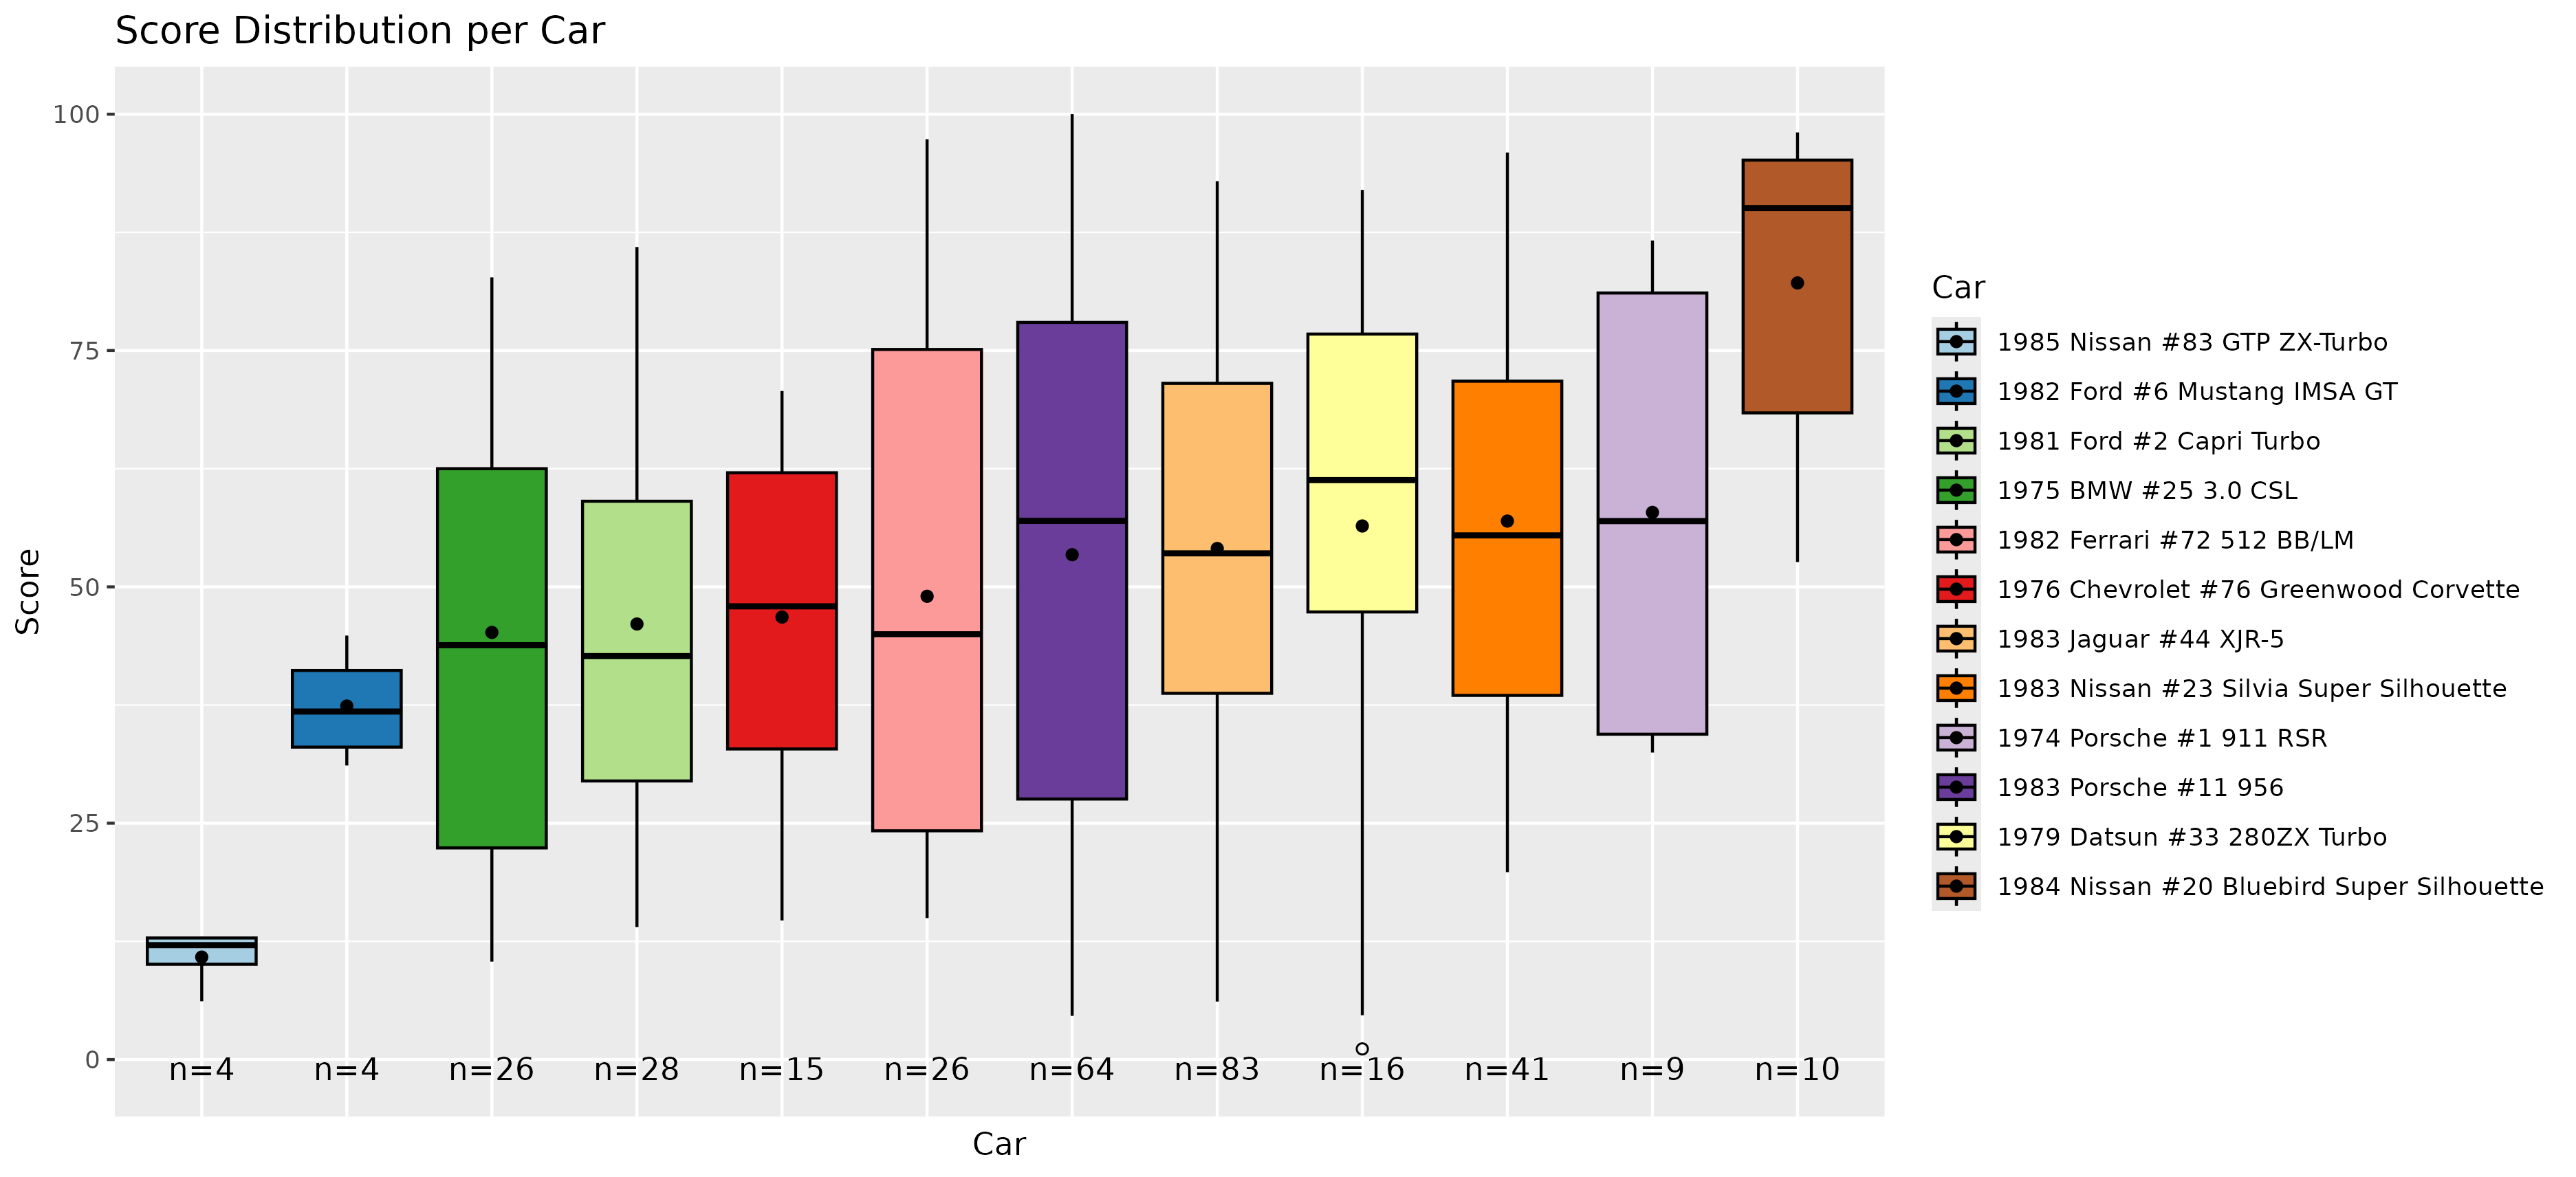 Score Distribution per Car
Score
100
75
50
25
0
n=4
n=4
n=26
n=28
n=15
n=26
n=64
n=83
n=16
n=41
n=9
n=10
Car
Car
1985 Nissan #83 GTP ZX-Turbo
1982 Ford #6 Mustang IMSA GT
1981 Ford #2 Capri Turbo
1975 BMW #25 3.0 CSL
1982 Ferrari #72 512 BB/LM
1976 Chevrolet #76 Greenwood Corvette
1983 Jaguar #44 XJR-5
1983 Nissan #23 Silvia Super Silhouette
1974 Porsche #1 911 RSR
1983 Porsche #11 956
1979 Datsun #33 280ZX Turbo
1984 Nissan #20 Bluebird Super Silhouette